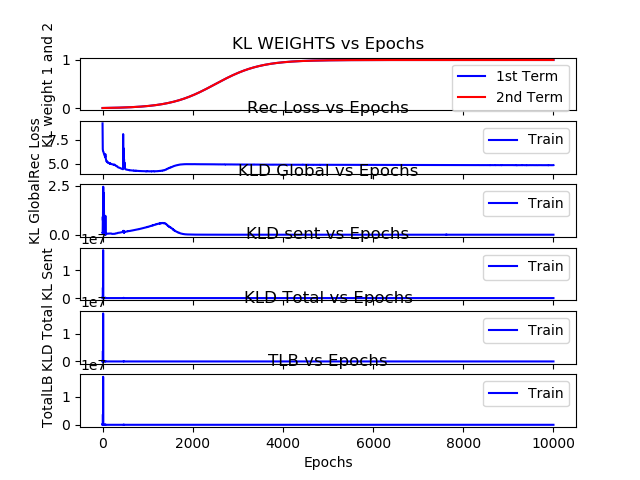 KL WEIGHTS vs Epochs
KL weight 1 and 2
1
0
1st Term
2nd Term
Rec Loss vs Epochs
Rec Loss
7.5
5.0
Train
KLD Global vs Epochs
KL Global
2.5
0.0
Train
KLD sent vs Epochs
1e7
KL Sent
1
0
Train
KLD Total vs Epochs
1e7
KLD Total
1
0
Train
TLB vs Epochs
1e7
TotalLB
1
0
Train
0 2000 4000 6000 8000 10000
Epochs